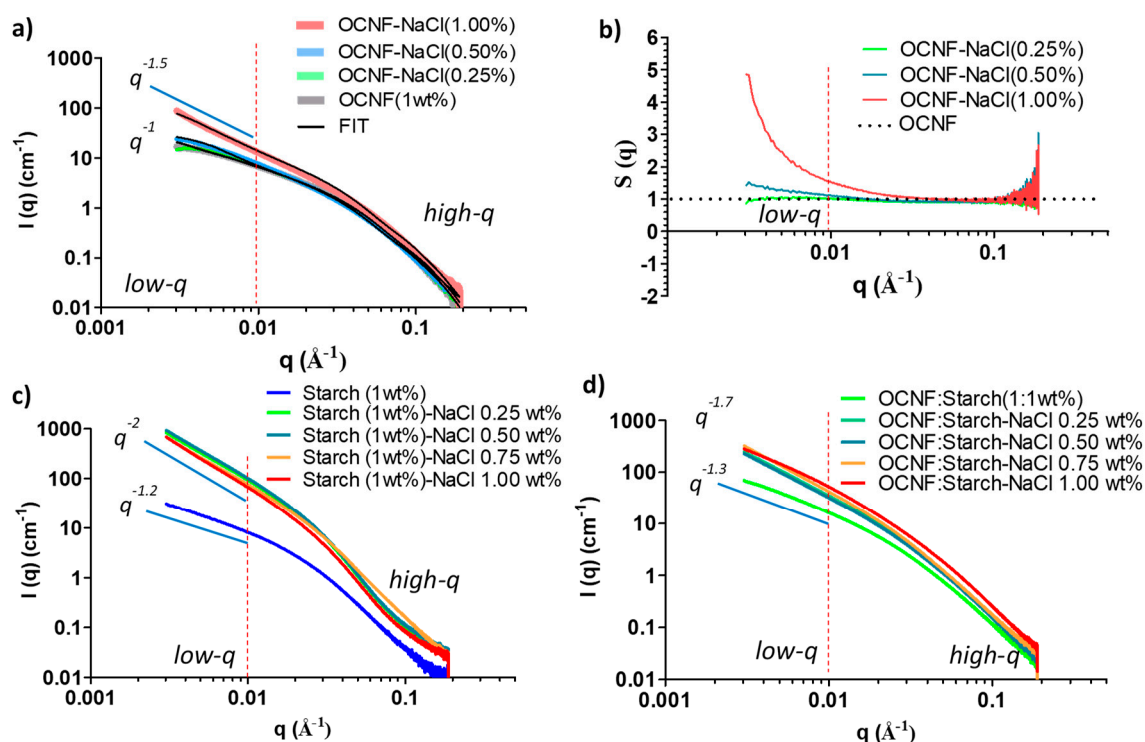 a)
OCNF-NaCl(1.00%)
OCNF-NaCl(0.50%)
OCNF-NaCl(0.25%)
OCNF(1wt%)
FIT
1000
100
10
1
0.1
0.01
I (q) (cm⁻¹)
q⁻¹·⁵
q⁻¹
high-q
low-q
0.001
0.01
0.1
q (Å⁻¹)
b)
OCNF-NaCl(0.25%)
OCNF-NaCl(0.50%)
OCNF-NaCl(1.00%)
OCNF
6
5
4
3
2
1
0
-1
-2
S (q)
low-q
0.001
0.01
0.1
q (Å⁻¹)
c)
Starch (1wt%)
Starch (1wt%)-NaCl 0.25 wt%
Starch (1wt%)-NaCl 0.50 wt%
Starch (1wt%)-NaCl 0.75 wt%
Starch (1wt%)-NaCl 1.00 wt%
1000
100
10
1
0.1
0.01
I (q) (cm⁻¹)
q⁻²
q⁻¹·²
high-q
low-q
0.001
0.01
0.1
q (Å⁻¹)
d)
OCNF:Starch(1:1wt%)
OCNF:Starch-NaCl 0.25 wt%
OCNF:Starch-NaCl 0.50 wt%
OCNF:Starch-NaCl 0.75 wt%
OCNF:Starch-NaCl 1.00 wt%
1000
100
10
1
0.1
0.01
I (q) (cm⁻¹)
q⁻¹·⁷
q⁻¹·³
low-q
high-q
0.001
0.01
0.1
q (Å⁻¹)